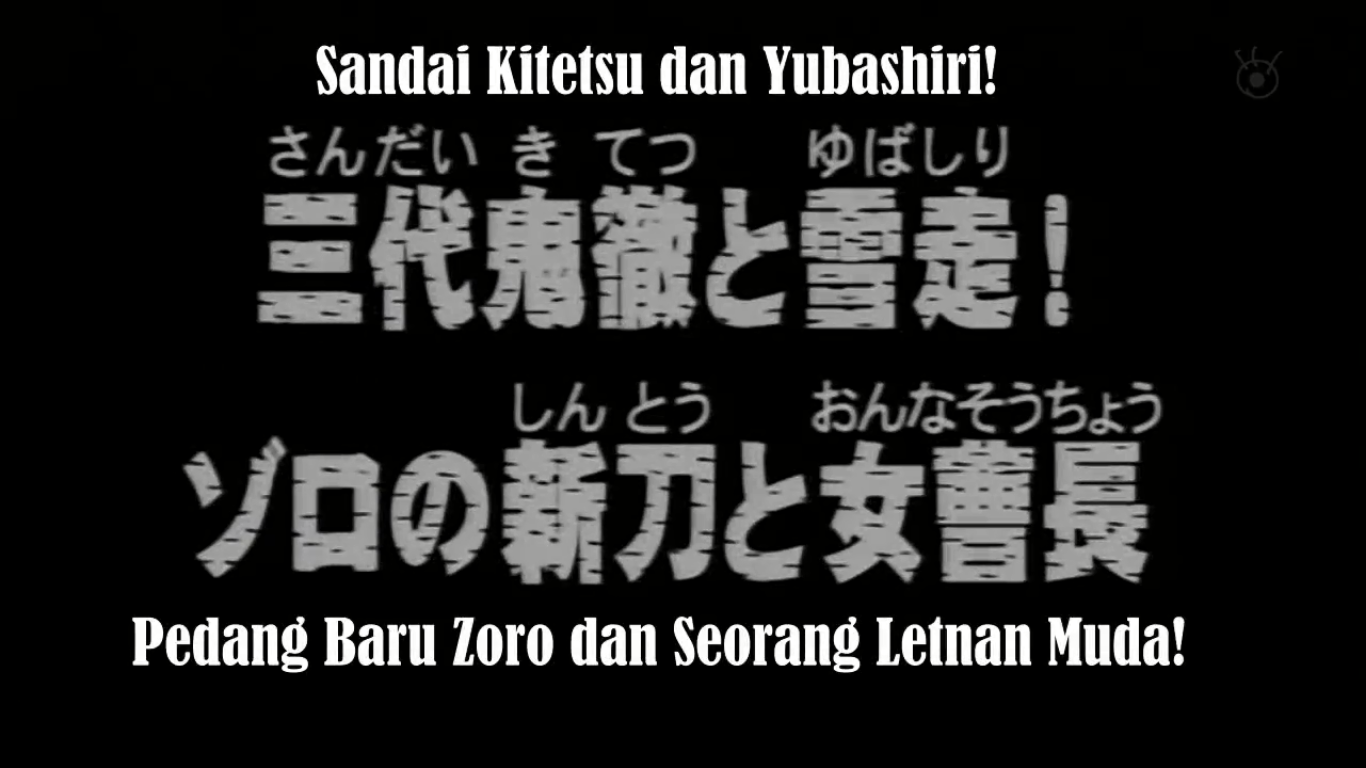 Sandai Kitetsu dan Yubashiri!
さんだい き てつ ゆばしり
三代鬼徹と雪走!
しん とう おんなそうちょう
ゾロの新刀と女曹長
Pedang Baru Zoro dan Seorang Letnan Muda!